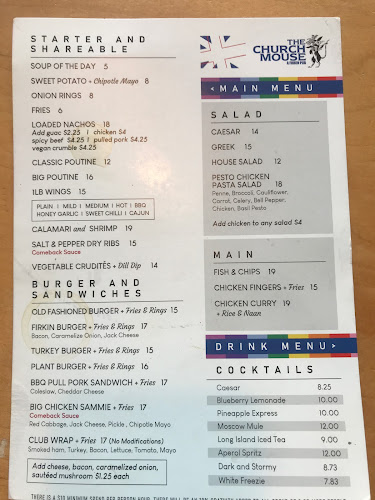 STARTER AND
SHAREABLE
SOUP OF THE DAY 5
SWEET POTATO + Chipotle Mayo 8
ONION RINGS 8
FRIES 6
LOADED NACHOS 18
Add guac $2.25 | chicken $4
spicy beef $4.25 | pulled pork $4.25
vegan crumble $4.25
CLASSIC POUTINE 12
BIG POUTINE 16
1LB WINGS 15
PLAIN | MILD | MEDIUM | HOT | BBQ
HONEY GARLIC | SWEET CHILI | CAJUN
CALAMARI and SHRIMP 19
SALT & PEPPER DRY RIBS 15
Comeback Sauce
VEGETABLE CRUDITÉS + Dill Dip 14
BURGER AND
SANDWICHES
OLD FASHIONED BURGER + Fries & Rings 15
FIRKIN BURGER + Fries & Rings 17
Bacon, Caramelize Onion, Jack Cheese
TURKEY BURGER + Fries & Rings 15
PLANT BURGER + Fries & Rings 16
BBQ PULL PORK SANDWICH + Fries 17
Coleslaw, Cheddar Cheese
BIG CHICKEN SAMMIE + Fries 17
Comeback Sauce
Red Cabbage, Jack Cheese, Pickle, Chipotle Mayo
CLUB WRAP + Fries 17 (No Modifications)
Smoked ham, Turkey, Bacon, Lettuce, Tomato, Mayo
Add cheese, bacon, caramelized onion,
sautéed mushroom $1.25 each
THE
CHURCH
MOUSE
A FIRKIN PUB
MAIN MENU
SALAD
CAESAR 14
GREEK 15
HOUSE SALAD 12
PESTO CHICKEN
PASTA SALAD 18
Penne, Broccoli, Cauliflower,
Carrot, Celery, Bell Pepper,
Chicken, Basil Pesto
Add chicken to any salad $4
MAIN
FISH & CHIPS 19
CHICKEN FINGERS + Fries 15
CHICKEN CURRY 19
+ Rice & Naan
DRINK MENU
COCKTAILS
Caesar 8.25
Blueberry Lemonade 10.00
Pineapple Express 10.00
Moscow Mule 12.00
Long Island Iced Tea 9.00
Aperol Spritz 12.00
Dark and Stormy 8.73
White Freezie 7.83